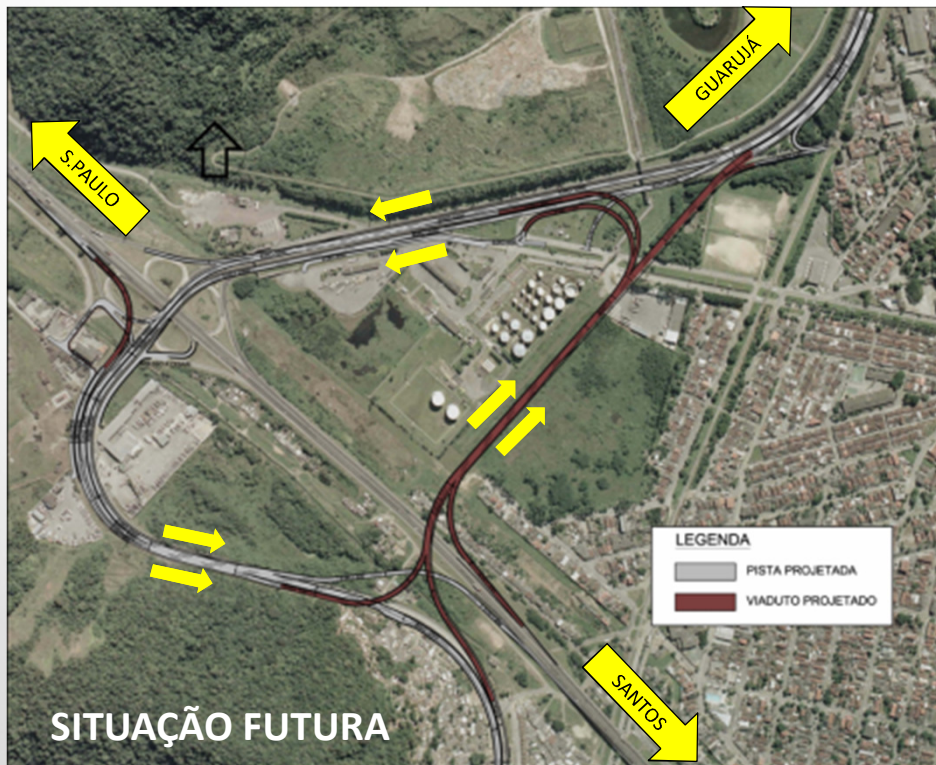 GUARUJÁ
S.PAULO
LEGENDA
PISTA PROJETADA
VIADUTO PROJETADO
SANTOS
SITUAÇÃO FUTURA